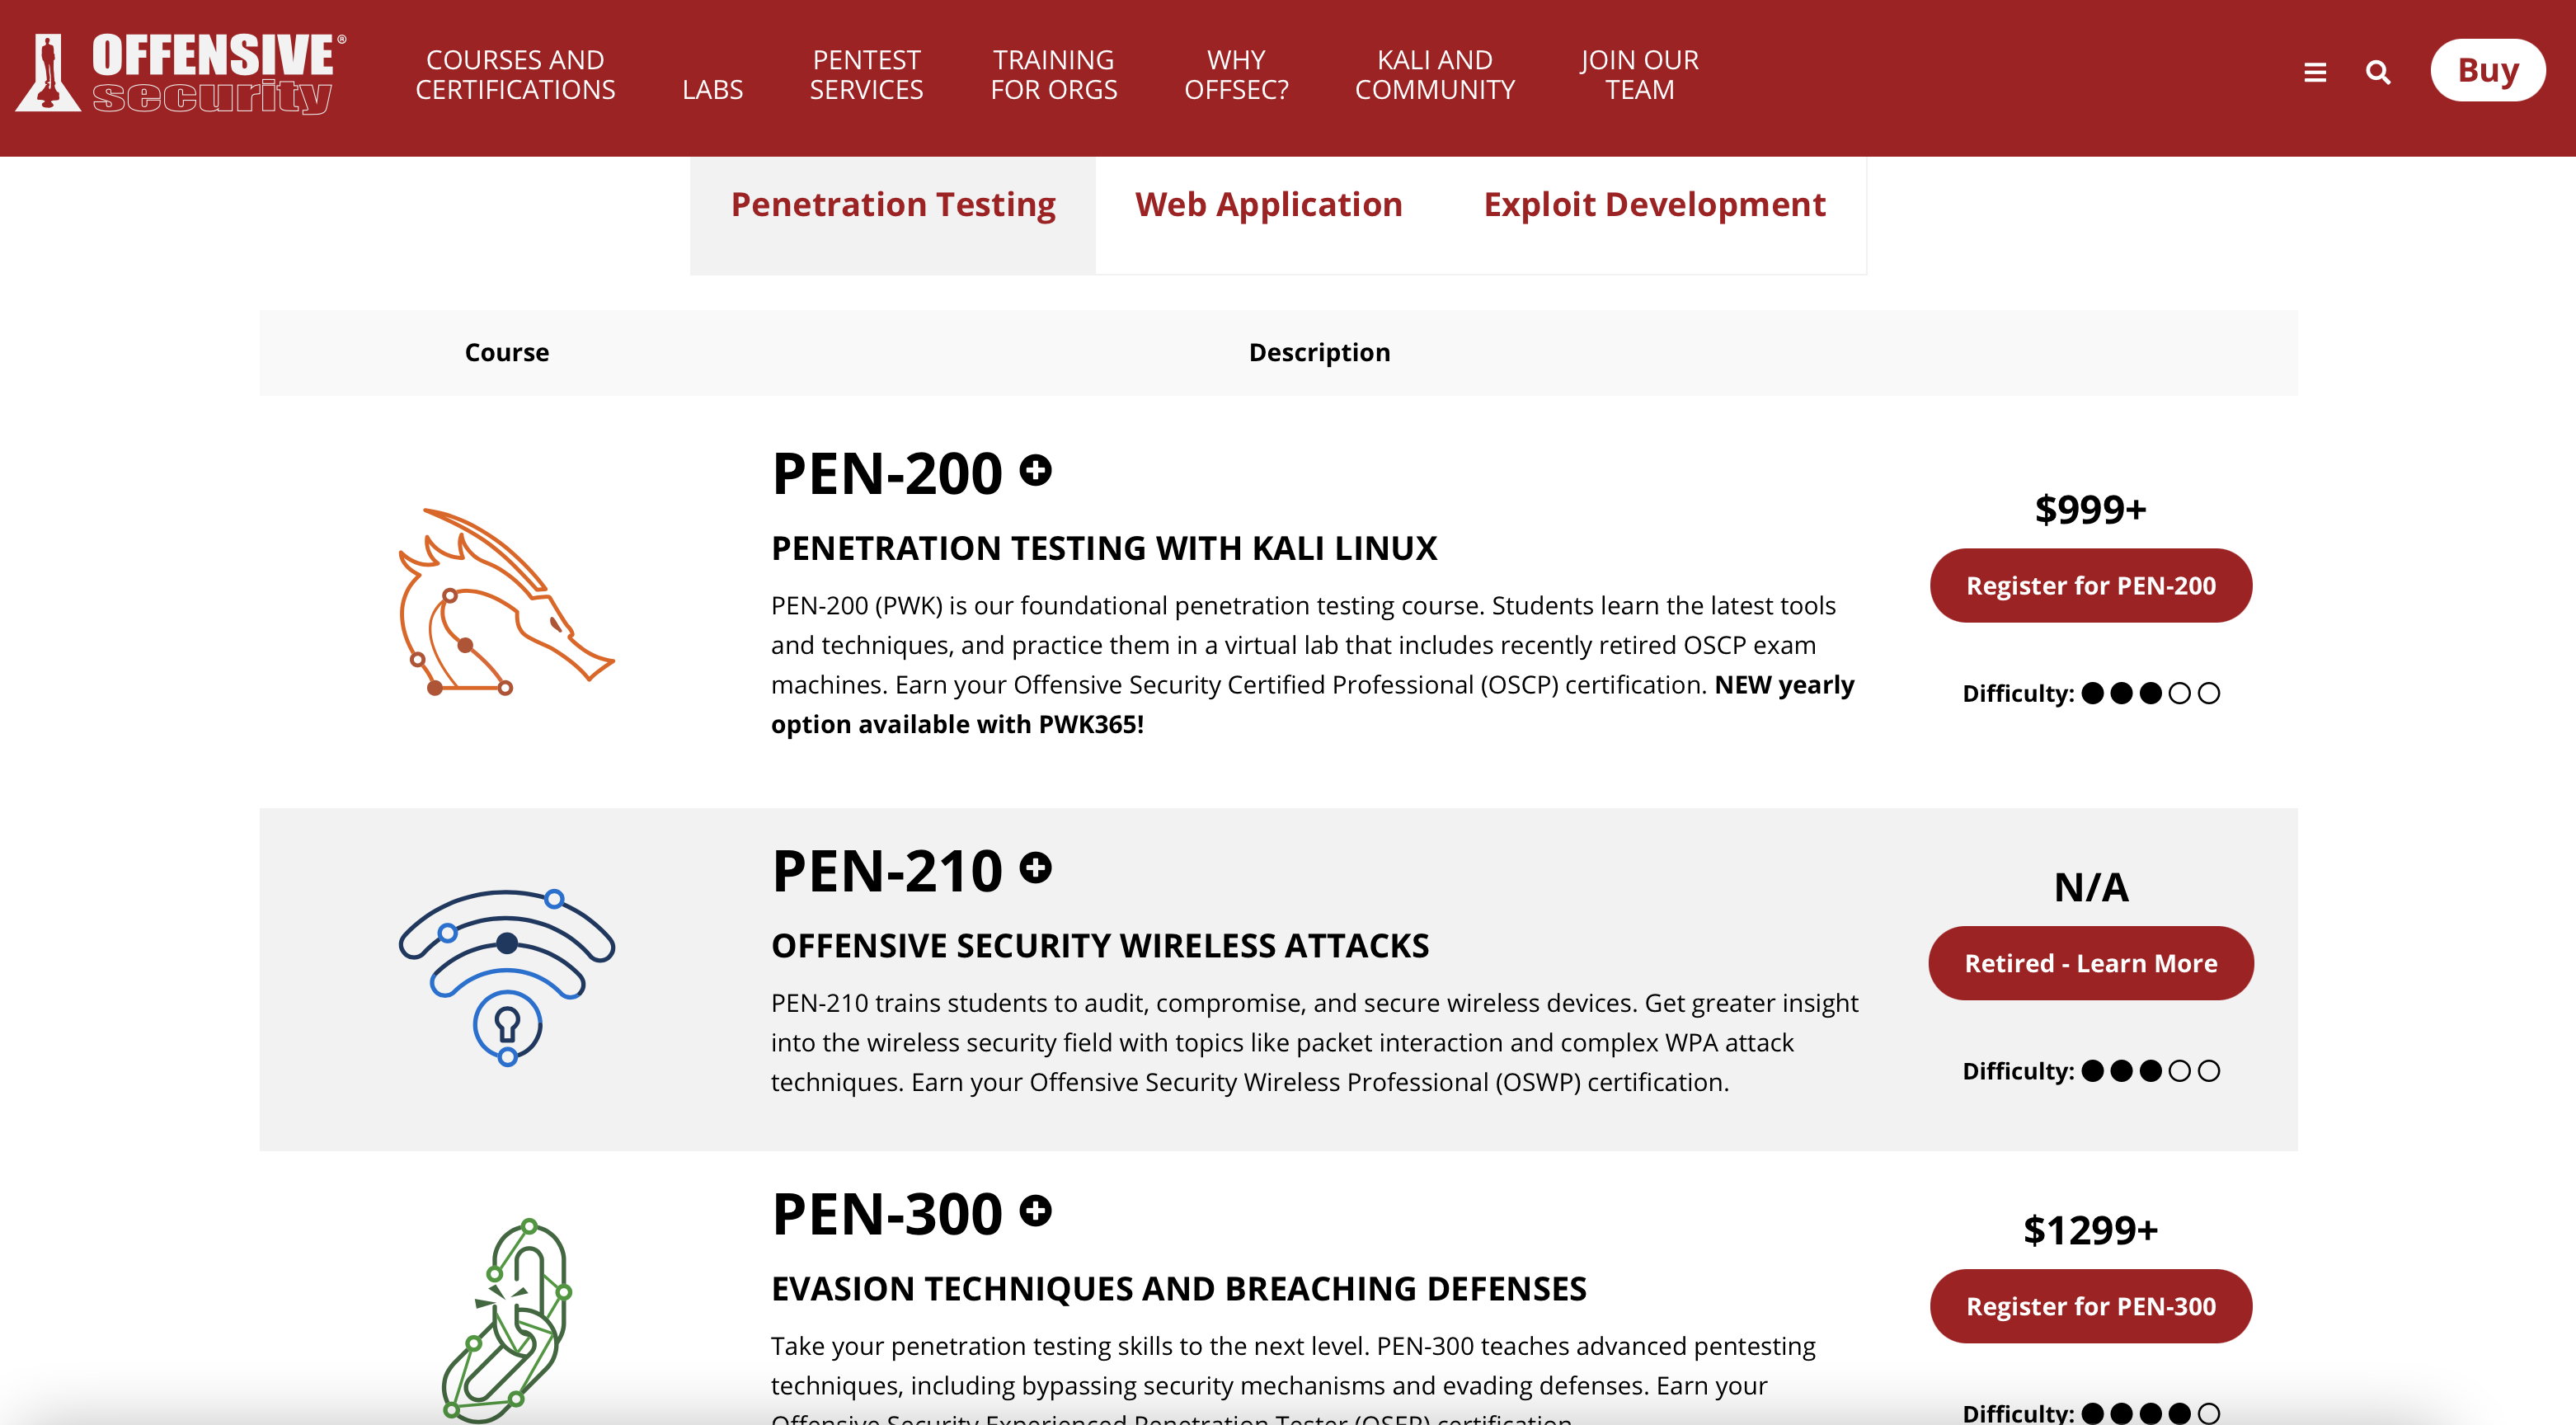 OFFENSIVE®
security
COURSES AND
CERTIFICATIONS
LABS
PENTEST
SERVICES
TRAINING
FOR ORGS
WHY
OFFSEC?
KALI AND
COMMUNITY
JOIN OUR
TEAM
Buy
Penetration Testing
Web Application
Exploit Development
Course
Description
PEN-200
PENETRATION TESTING WITH KALI LINUX
PEN-200 (PWK) is our foundational penetration testing course. Students learn the latest tools
and techniques, and practice them in a virtual lab that includes recently retired OSCP exam
machines. Earn your Offensive Security Certified Professional (OSCP) certification. NEW yearly
option available with PWK365!
$999+
Register for PEN-200
Difficulty:
PEN-210
OFFENSIVE SECURITY WIRELESS ATTACKS
PEN-210 trains students to audit, compromise, and secure wireless devices. Get greater insight
into the wireless security field with topics like packet interaction and complex WPA attack
techniques. Earn your Offensive Security Wireless Professional (OSWP) certification.
N/A
Retired - Learn More
Difficulty:
PEN-300
EVASION TECHNIQUES AND BREACHING DEFENSES
Take your penetration testing skills to the next level. PEN-300 teaches advanced pentesting
techniques, including bypassing security mechanisms and evading defenses. Earn your
Offensive Security Experienced Penetration Tester (OSEP) certification.
$1299+
Register for PEN-300
Difficulty: